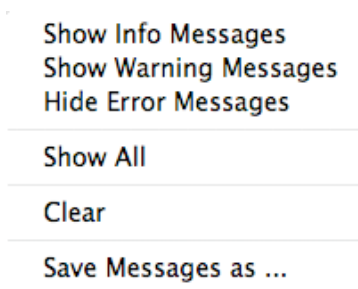 Show Info Messages
Show Warning Messages
Hide Error Messages
Show All
Clear
Save Messages as ...